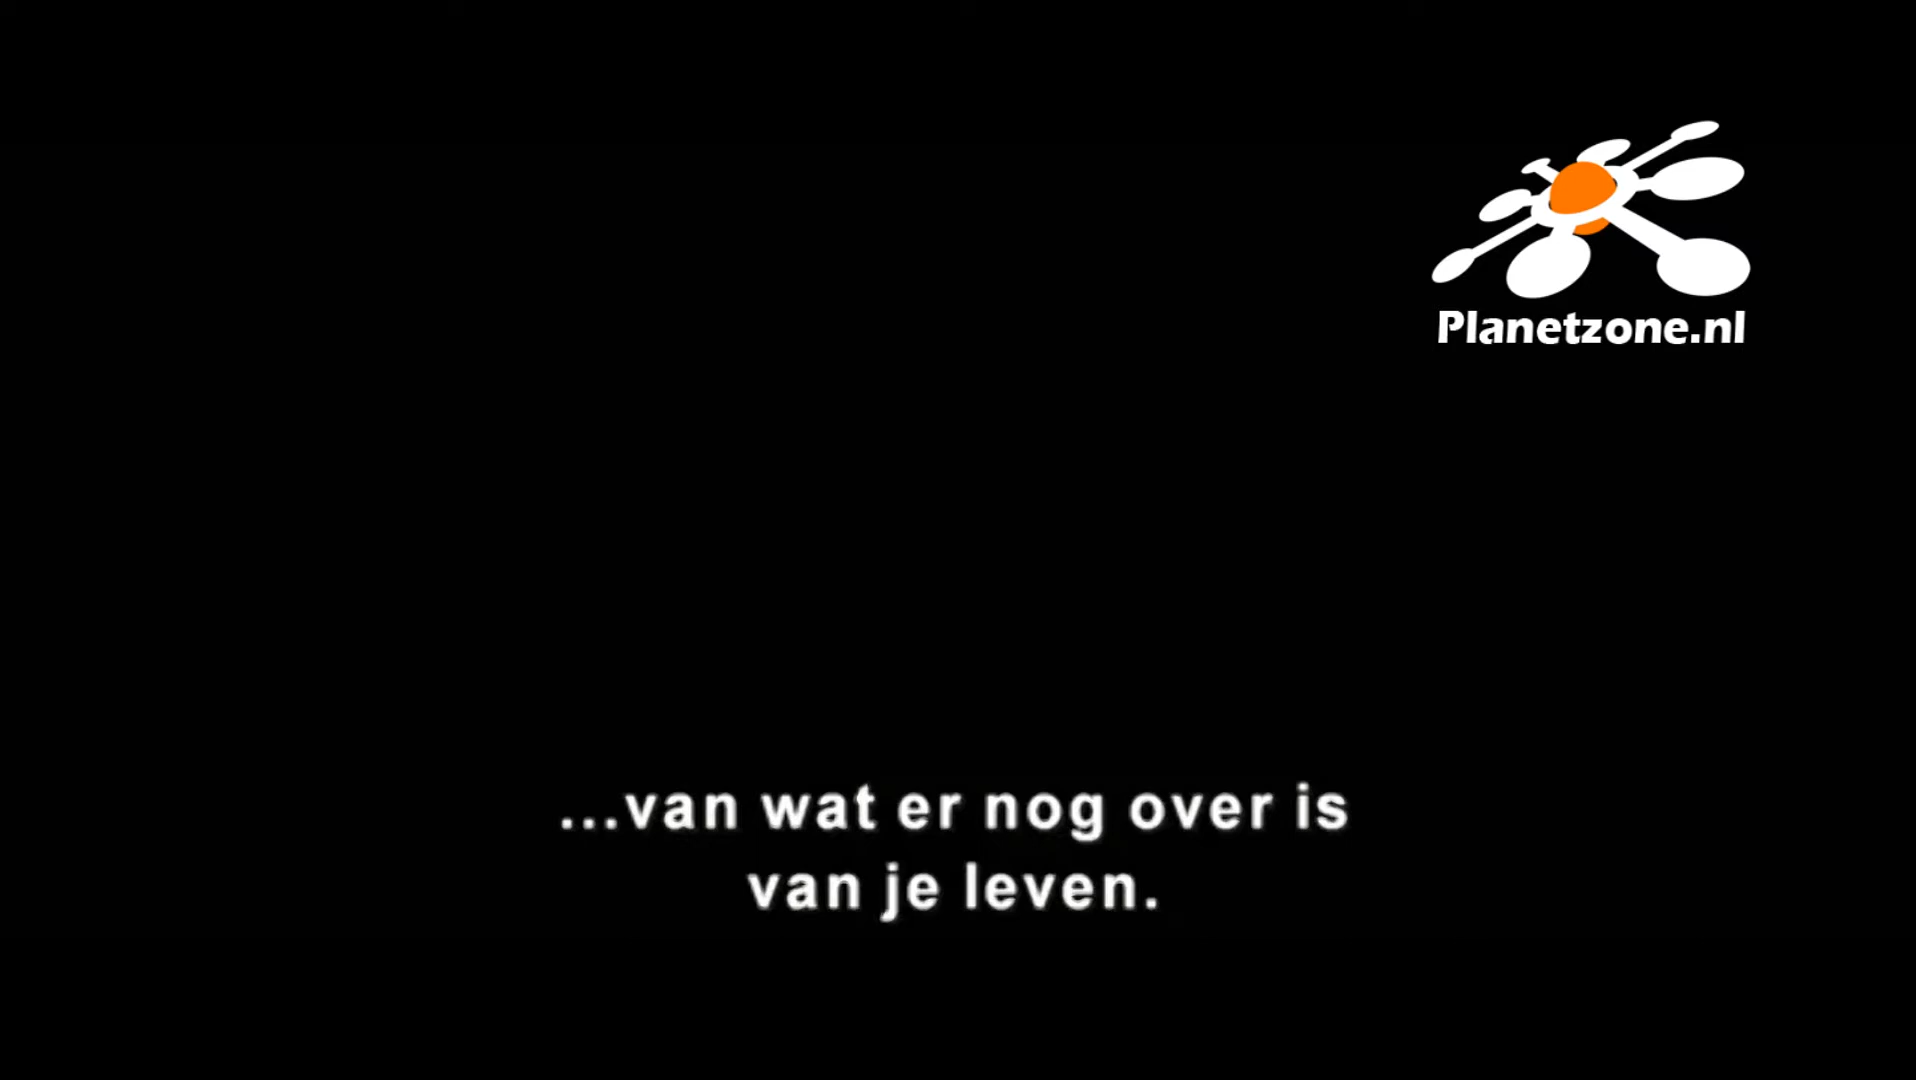 Planetzone.nl
...van wat er nog over is
van je leven.